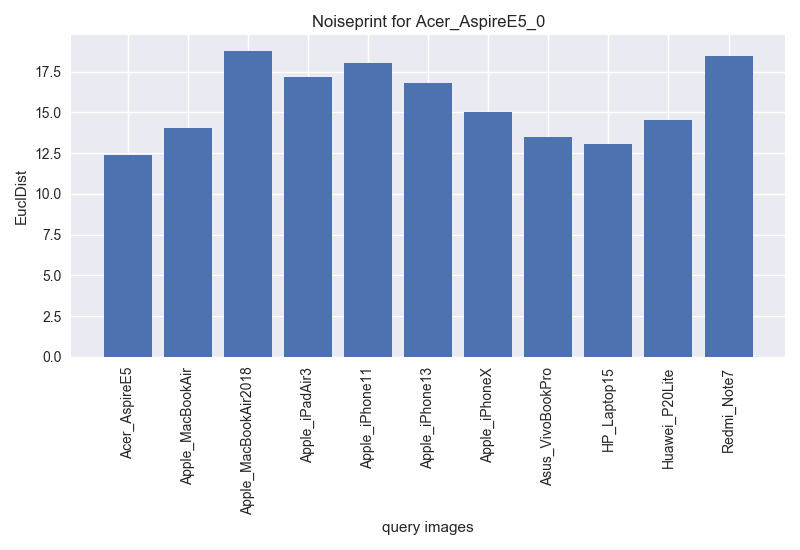 Noiseprint for Acer_AspireE5_0
EuclDist
17.5
15.0
12.5
10.0
7.5
5.0
2.5
0.0
Acer_AspireE5
Apple_MacBookAir
Apple_MacBookAir2018
Apple_iPadAir3
Apple_iPhone11
Apple_iPhone13
Apple_iPhoneX
Asus_VivoBookPro
HP_Laptop15
Huawei_P20Lite
Redmi_Note7
query images